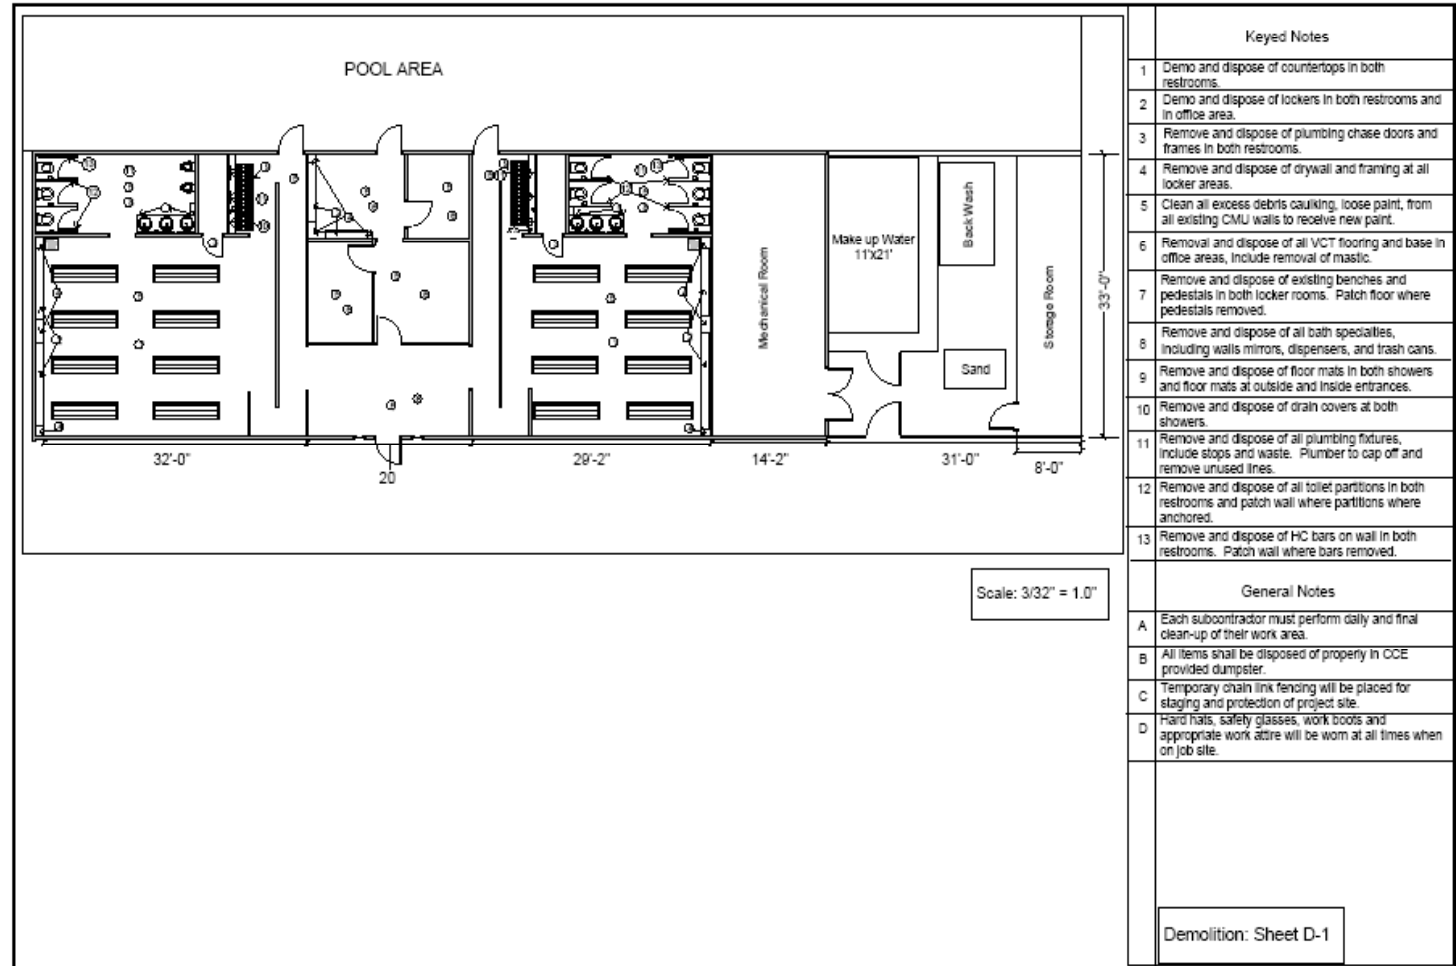 POOL AREA
Make up Water
11'x21'
BackWash
Mechanical Room
Storage Room
Sand
33'-0"
32'-0"
20
29'-2"
14'-2"
31'-0"
8'-0"
Scale: 3/32" = 1.0"
Keyed Notes
1 Demo and dispose of countertops in both
restrooms.
2 Demo and dispose of lockers in both restrooms and
in office area.
3 Remove and dispose of plumbing chase doors and
frames in both restrooms.
4 Remove and dispose of drywall and framing at all
locker areas.
5 Clean all excess debris caulking, loose paint, from
all existing CMU walls to receive new paint.
6 Removal and dispose of all VCT flooring and base in
office areas, include removal of mastic.
7 Remove and dispose of existing benches and
pedestals in both locker rooms. Patch floor where
pedestals removed.
8 Remove and dispose of all bath specialties,
including walls mirrors, dispensers, and trash cans.
9 Remove and dispose of floor mats in both showers
and floor mats at outside and inside entrances.
10 Remove and dispose of drain covers at both
showers.
11 Remove and dispose of all plumbing fixtures,
include stops and waste. Plumber to cap off and
remove unused lines.
12 Remove and dispose of all toilet partitions in both
restrooms and patch wall where partitions where
anchored.
13 Remove and dispose of HC bars on wall in both
restrooms. Patch wall where bars removed.
General Notes
A Each subcontractor must perform daily and final
clean-up of their work area.
B All items shall be disposed of properly in CCE
provided dumpster.
C Temporary chain link fencing will be placed for
staging and protection of project site.
D Hard hats, safety glasses, work boots and
appropriate work attire will be worn at all times when
on job site.
Demolition: Sheet D-1